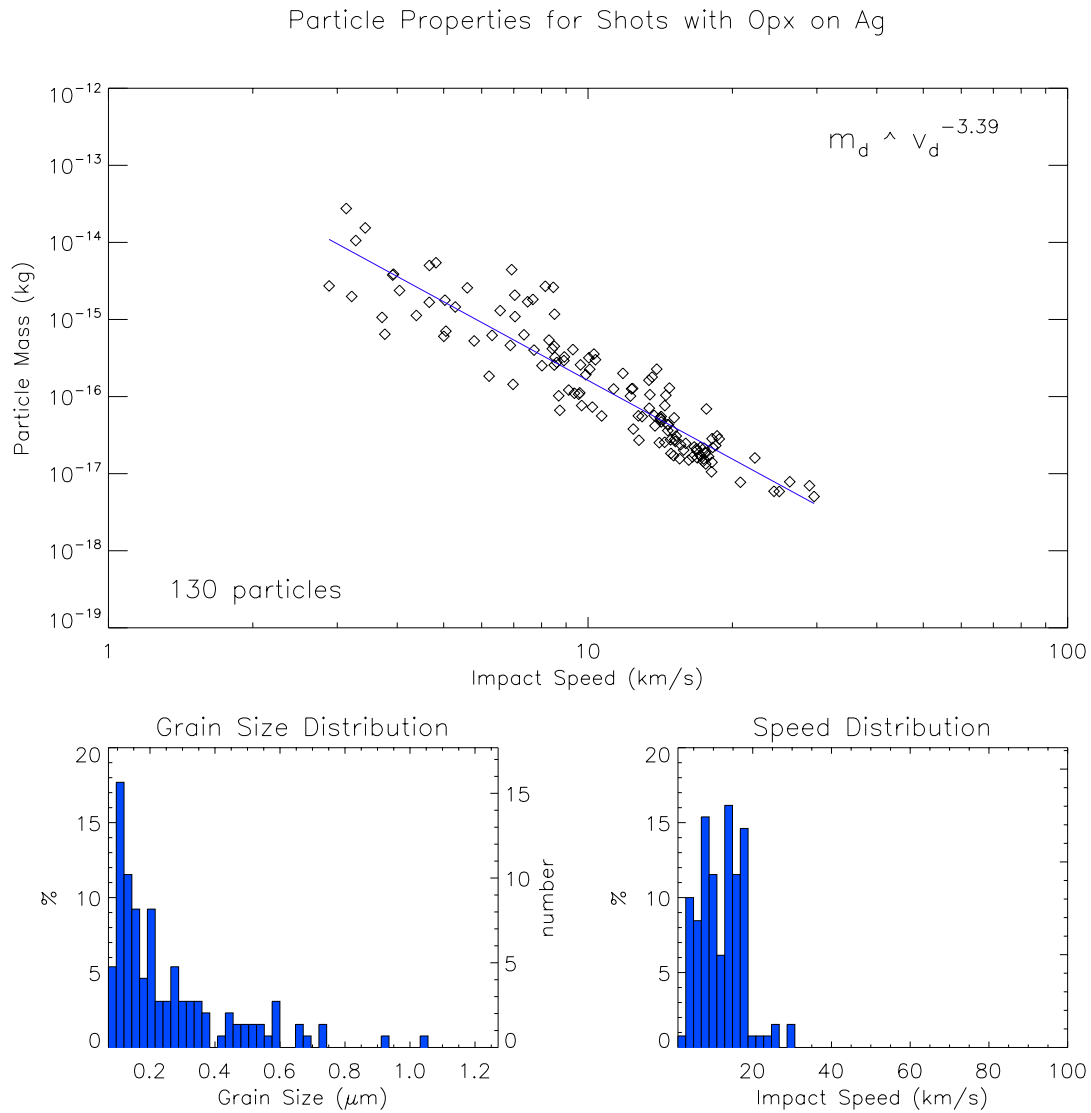 Particle Properties for Shots with Opx on Ag
10⁻¹²
10⁻¹³
10⁻¹⁴
10⁻¹⁵
10⁻¹⁶
10⁻¹⁷
10⁻¹⁸
10⁻¹⁹
Particle Mass (kg)
m_d ^ v_d^-3.39
130 particles
1 10 100
Impact Speed (km/s)
Grain Size Distribution
20
15
10
5
0
%
15
10
5
0
number
0.2 0.4 0.6 0.8 1.0 1.2
Grain Size (μm)
Speed Distribution
20
15
10
5
0
%
20 40 60 80 100
Impact Speed (km/s)